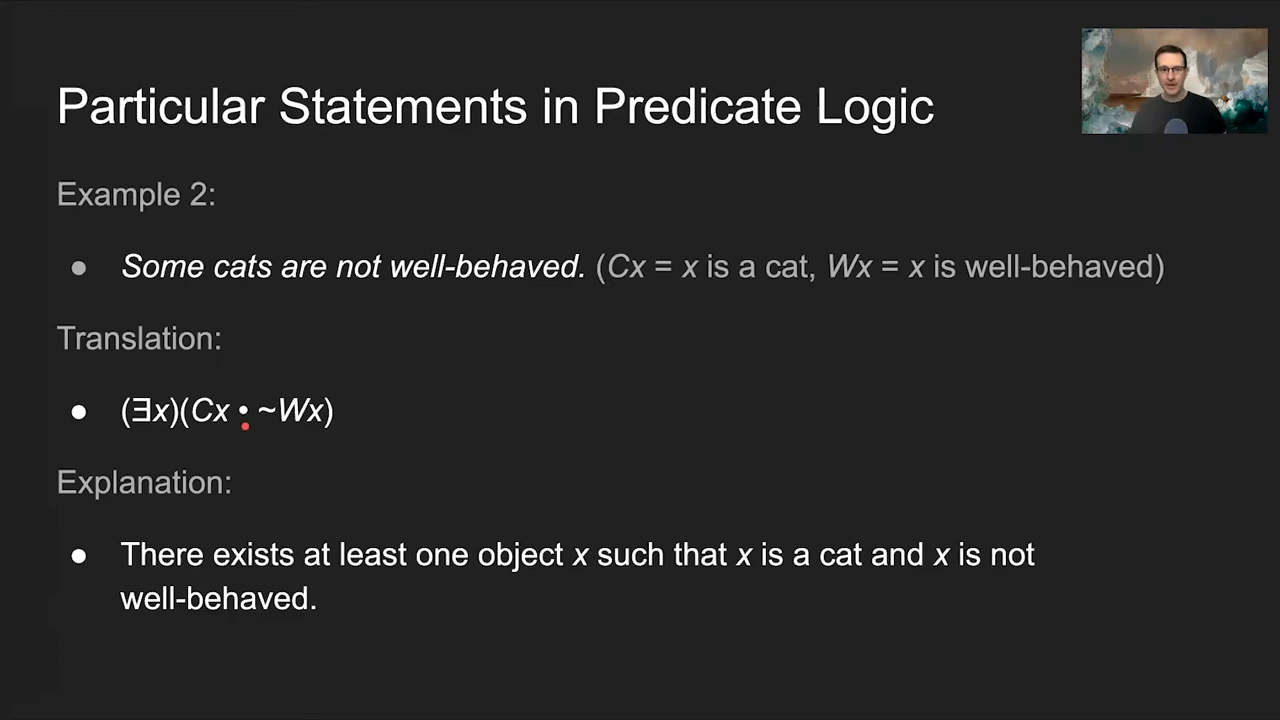 Particular Statements in Predicate Logic
Example 2:
● Some cats are not well-behaved. (Cx = x is a cat, Wx = x is well-behaved)
Translation:
● (∃x)(Cx • ~Wx)
Explanation:
● There exists at least one object x such that x is a cat and x is not
well-behaved.